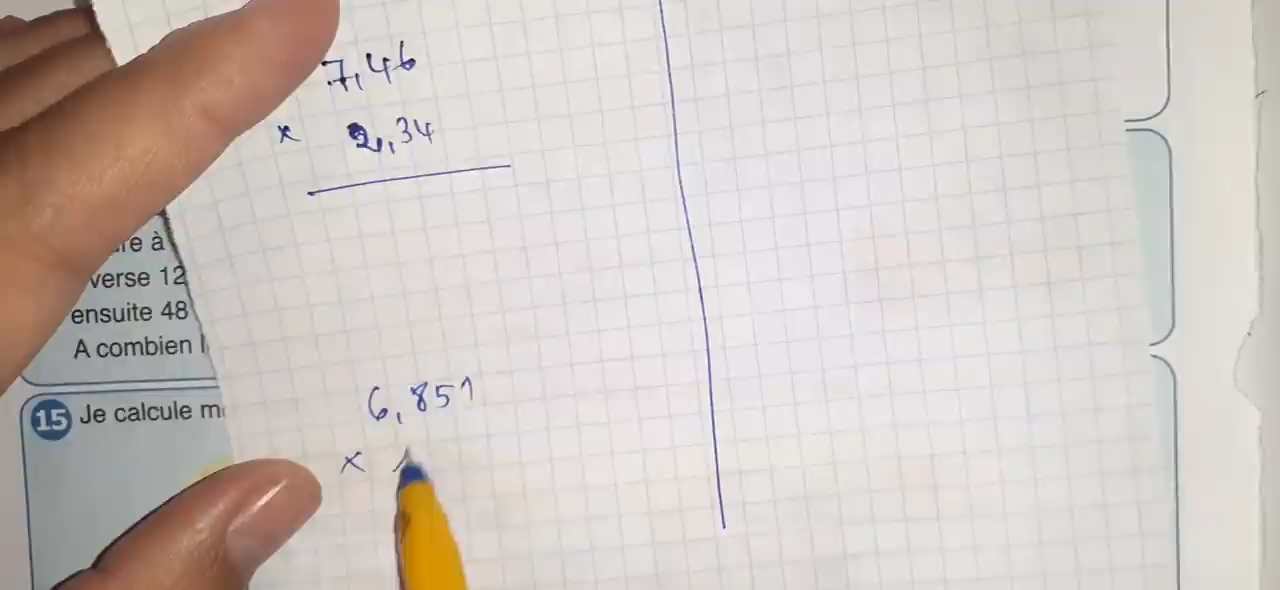 7,46
× 2,34
re à
verse 12
ensuite 48
A combien
15 Je calcule
6,851
×